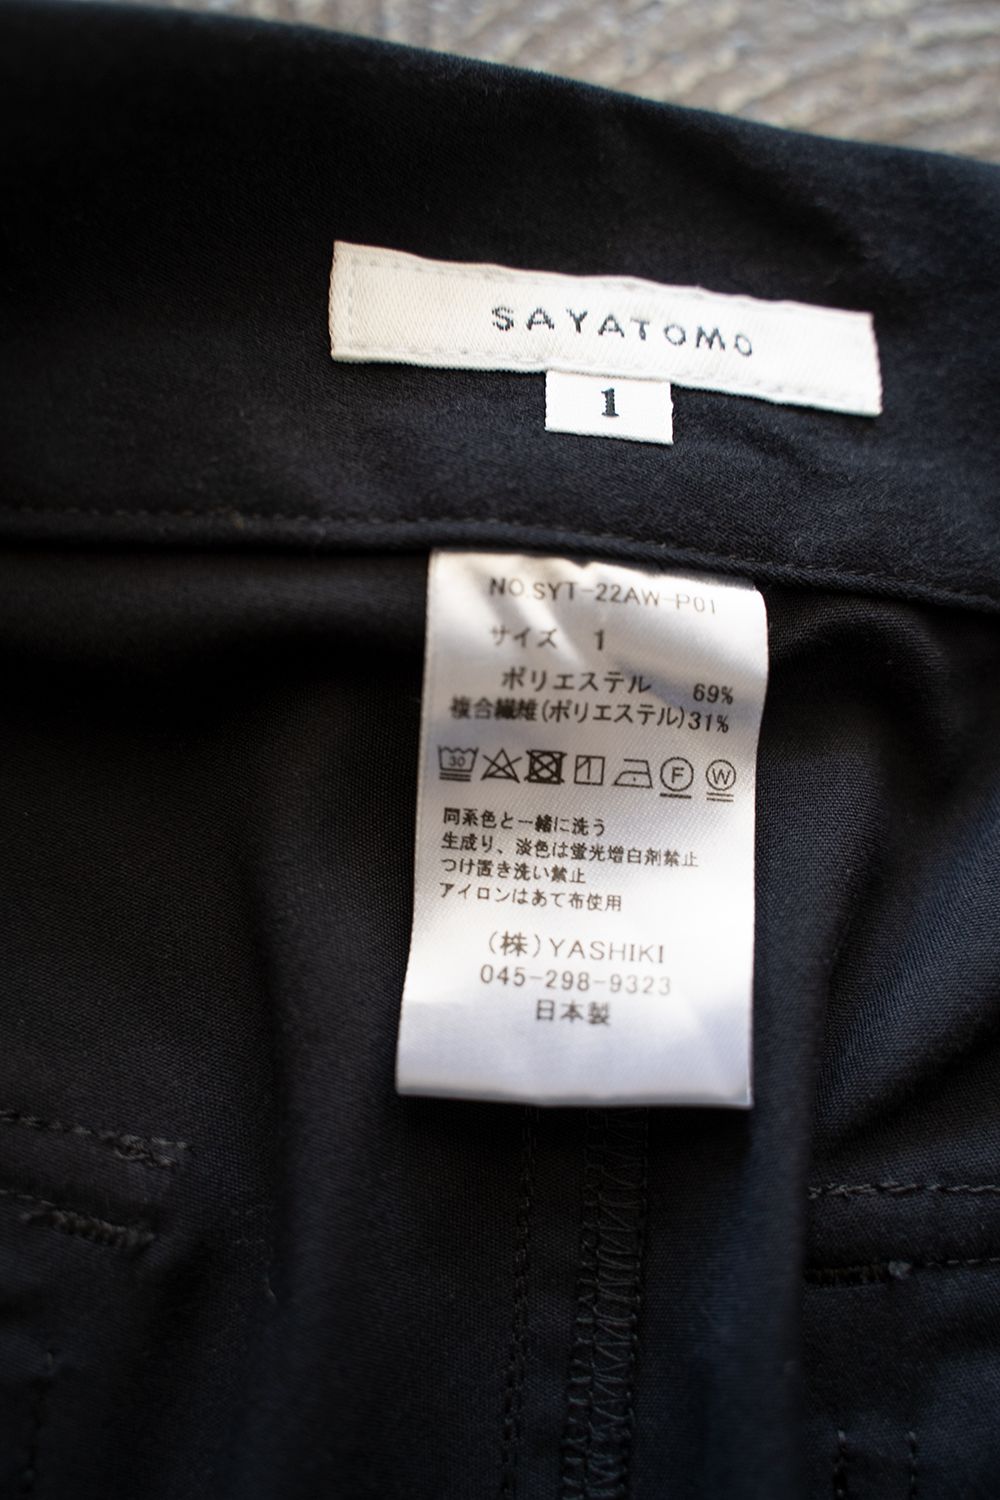 SAYATOMO
1
NO.SYT-22AW-P01
サイズ 1
ポリエステル 69%
複合繊維(ポリエステル)31%
30 F W
同系色と一緒に洗う
生成り、淡色は蛍光増白剤禁止
つけ置き洗い禁止
アイロンはあて布使用
(株)YASHIKI
045-298-9323
日本製